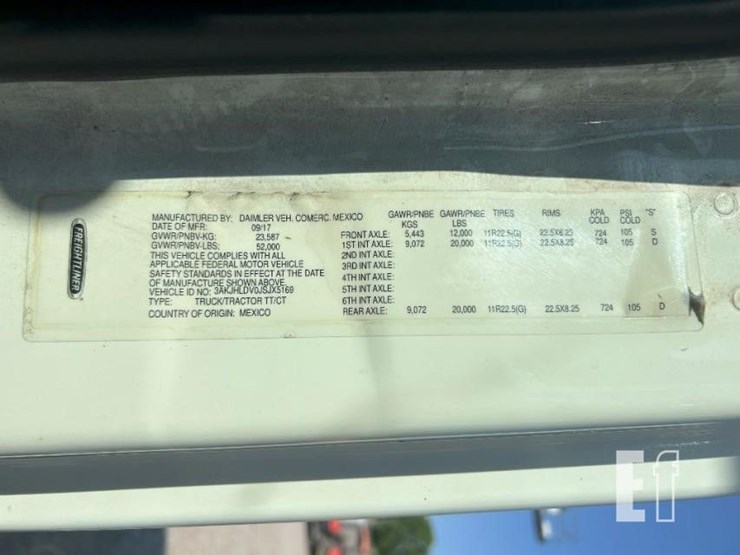 FREIGHTLINER
MANUFACTURED BY: DAIMLER VEH. COMERC. MEXICO
DATE OF MFR: 09/17
GVWR/PNBV-KG: 23,587
GVWR/PNBV-LBS: 52,000
THIS VEHICLE COMPLIES WITH ALL
APPLICABLE FEDERAL MOTOR VEHICLE
SAFETY STANDARDS IN EFFECT AT THE DATE
OF MANUFACTURE SHOWN ABOVE.
VEHICLE ID NO: 3AKJHLDV0JSJX5169
TYPE: TRUCK/TRACTOR TT/CT
COUNTRY OF ORIGIN: MEXICO
GAWR/PNBE KGS GAWR/PNBE LBS TIRES RIMS KPA COLD PSI COLD "S"
FRONT AXLE: 5,443 12,000 11R22.5(G) 22.5X8.25 724 105 S
1ST INT AXLE: 9,072 20,000 11R22.5(G) 22.5X8.25 724 105 D
2ND INT AXLE:
3RD INT AXLE:
4TH INT AXLE:
5TH INT AXLE:
6TH INT AXLE:
REAR AXLE: 9,072 20,000 11R22.5(G) 22.5X8.25 724 105 D
Ef